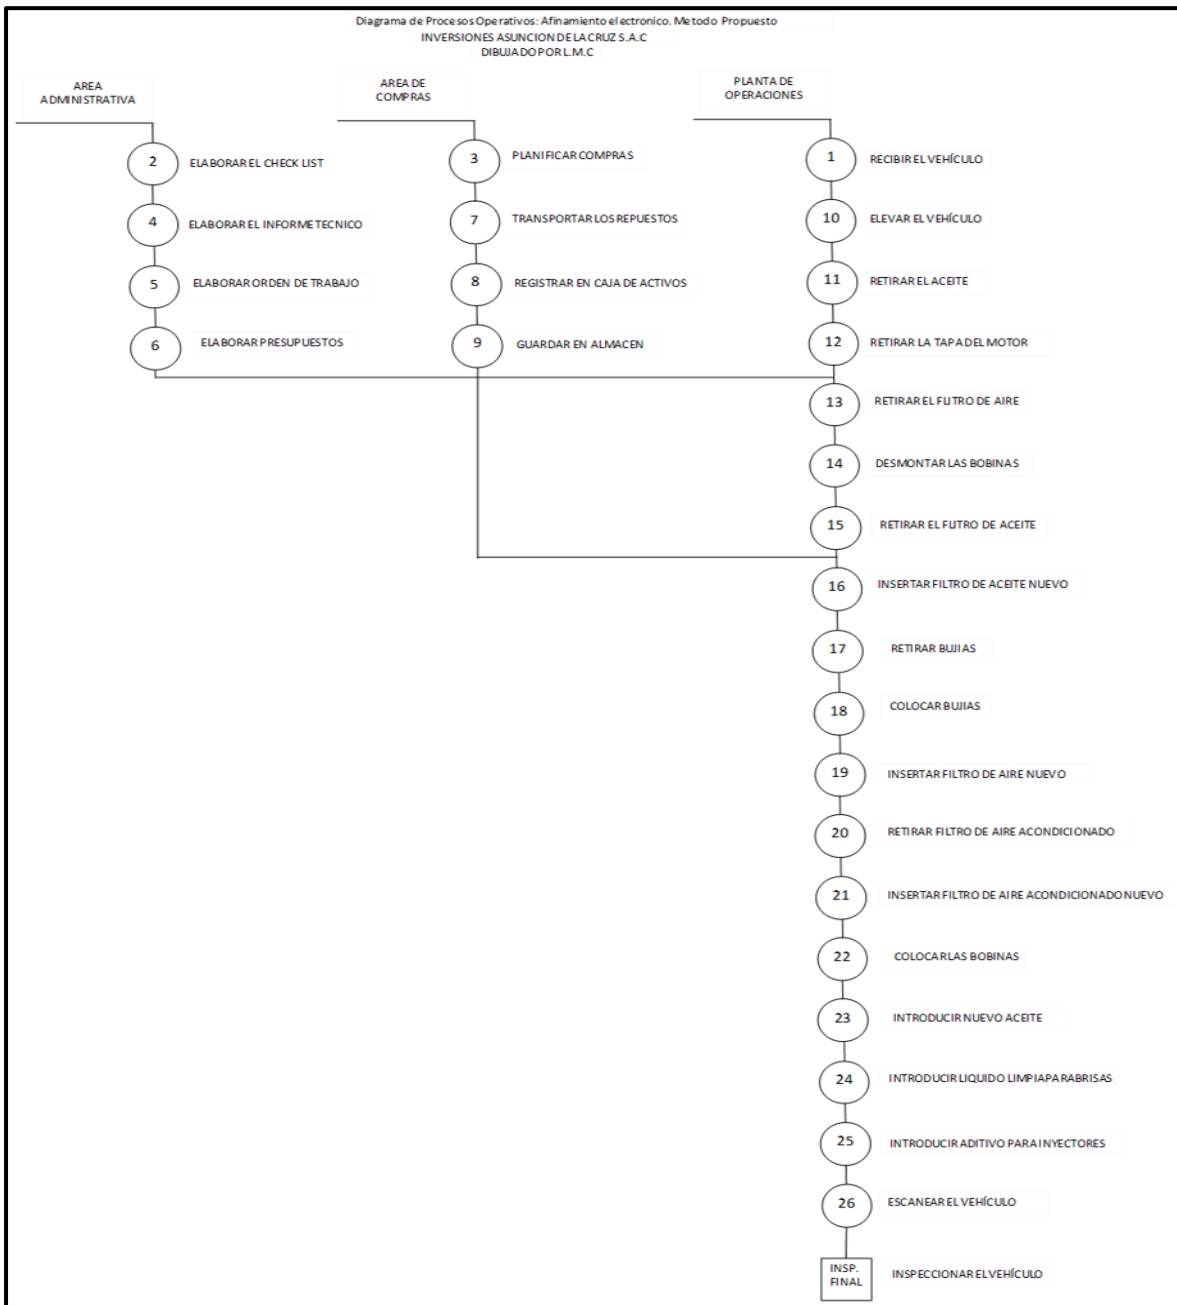 Diagrama de Procesos Operativos: Afinamiento electronico. Metodo Propuesto
INVERSIONES ASUNCION DE LA CRUZ S.A.C
DIBUJADO POR L.M.C
AREA
ADMINISTRATIVA
2 ELABORAR EL CHECK LIST
4 ELABORAR EL INFORME TECNICO
5 ELABORAR ORDEN DE TRABAJO
6 ELABORAR PRESUPUESTOS
AREA DE
COMPRAS
3 PLANIFICAR COMPRAS
7 TRANSPORTAR LOS REPUESTOS
8 REGISTRAR EN CAJA DE ACTIVOS
9 GUARDAR EN ALMACEN
PLANTA DE
OPERACIONES
1 RECIBIR EL VEHÍCULO
10 ELEVAR EL VEHÍCULO
11 RETIRAR EL ACEITE
12 RETIRAR LA TAPA DEL MOTOR
13 RETIRAR EL FLITRO DE AIRE
14 DESMONTAR LAS BOBINAS
15 RETIRAR EL FLITRO DE ACEITE
16 INSERTAR FILTRO DE ACEITE NUEVO
17 RETIRAR BUJIAS
18 COLOCAR BUJIAS
19 INSERTAR FILTRO DE AIRE NUEVO
20 RETIRAR FILTRO DE AIRE ACONDICIONADO
21 INSERTAR FILTRO DE AIRE ACONDICIONADO NUEVO
22 COLOCAR LAS BOBINAS
23 INTRODUCIR NUEVO ACEITE
24 INTRODUCIR LIQUIDO LIMPIAPARABRISAS
25 INTRODUCIR ADITIVO PARA INYECTORES
26 ESCANEAR EL VEHÍCULO
INSP.
FINAL INSPECCIONAR EL VEHÍCULO